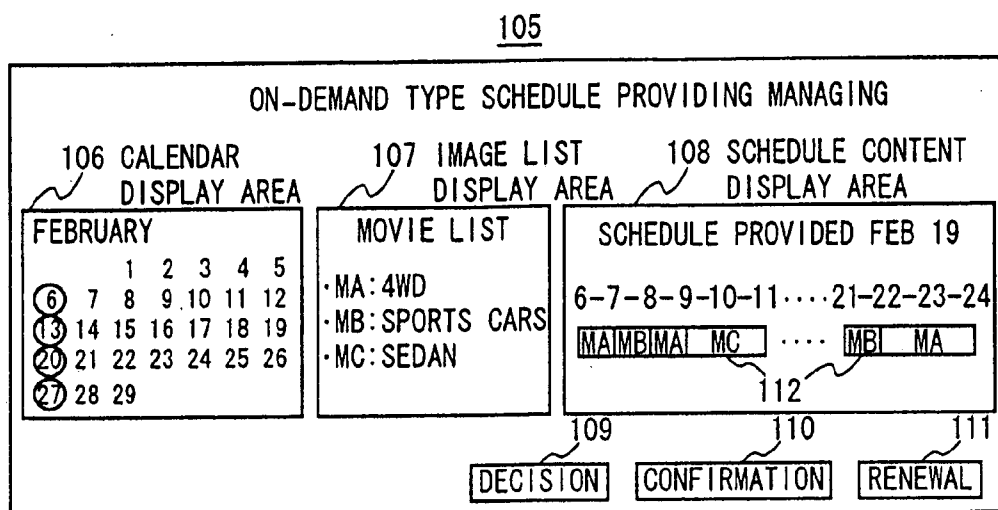 105
ON-DEMAND TYPE SCHEDULE PROVIDING MANAGING
106 CALENDAR DISPLAY AREA
FEBRUARY
1 2 3 4 5
6 7 8 9 10 11 12
13 14 15 16 17 18 19
20 21 22 23 24 25 26
27 28 29
107 IMAGE LIST DISPLAY AREA
MOVIE LIST
·MA:4WD
·MB:SPORTS CARS
·MC:SEDAN
108 SCHEDULE CONTENT DISPLAY AREA
SCHEDULE PROVIDED FEB 19
6-7-8-9-10-11····21-22-23-24
MA MB MA MC ···· MB MA
112
109 110 111
DECISION CONFIRMATION RENEWAL